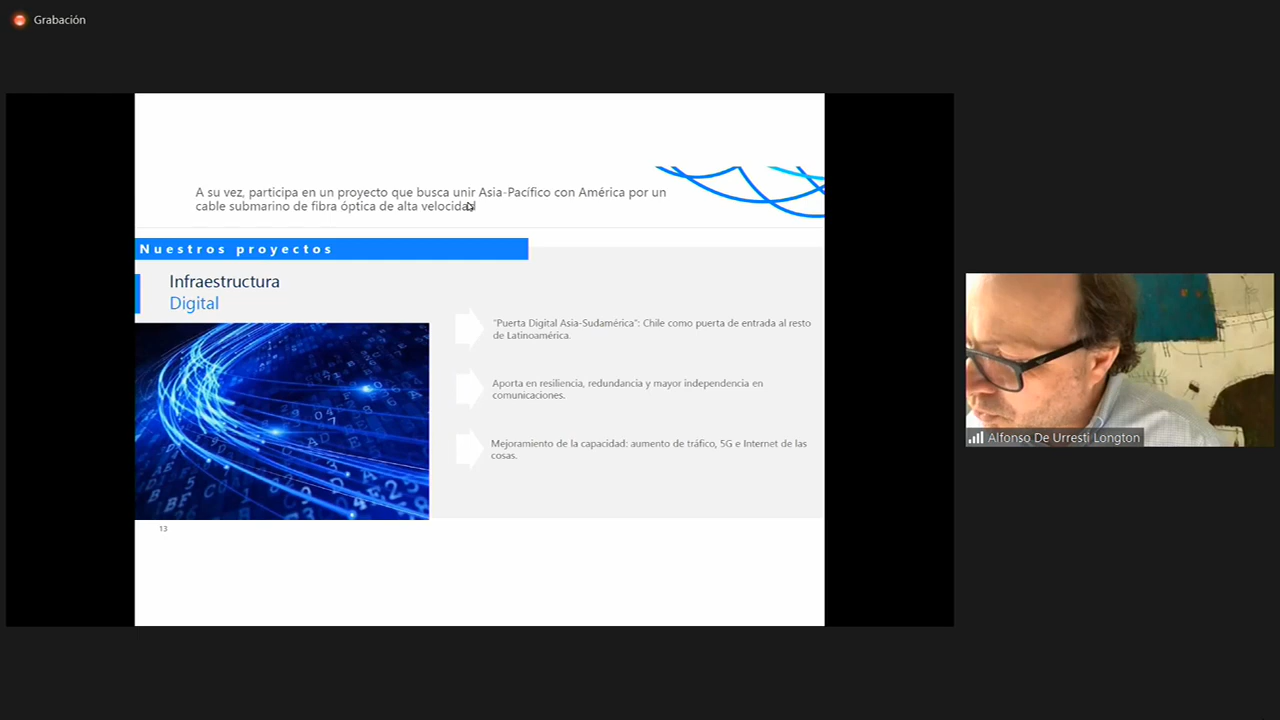 Grabación
A su vez, participa en un proyecto que busca unir Asia-Pacífico con América por un
cable submarino de fibra óptica de alta velocidad
Nuestros proyectos
Infraestructura
Digital
"Puerta Digital Asia-Sudamérica": Chile como puerta de entrada al resto
de Latinoamérica.
Aporta en resiliencia, redundancia y mayor independencia en
comunicaciones.
Mejoramiento de la capacidad: aumento de tráfico, 5G e Internet de las
cosas.
13
Alfonso De Urresti Longton